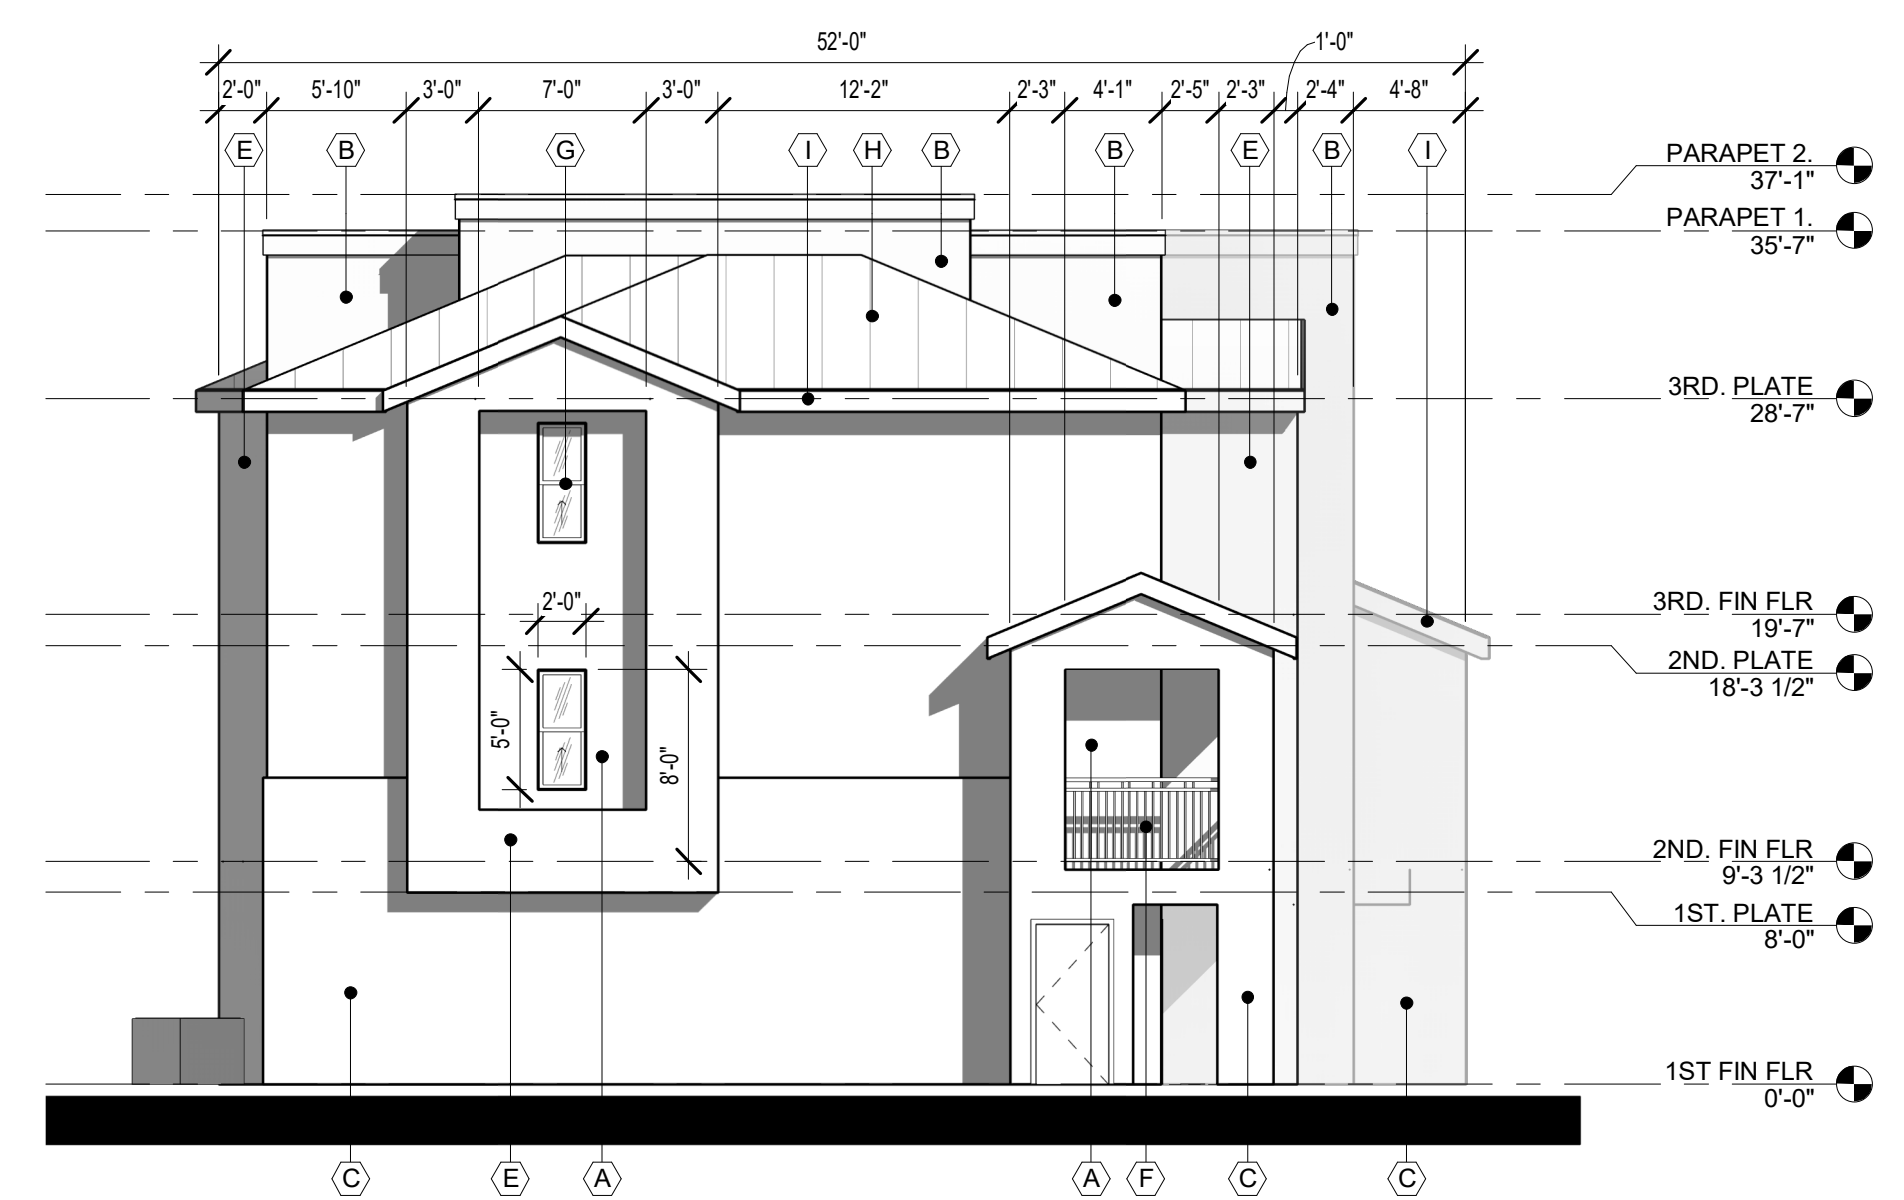 52'-0"
1'-0"
2'-0" 5'-10" 3'-0" 7'-0" 3'-0" 12'-2" 2'-3" 4'-1" 2'-5" 2'-3" 2'-4" 4'-8"
E B G I H B B E B I
PARAPET 2.
37'-1"
PARAPET 1.
35'-7"
3RD. PLATE
28'-7"
2'-0"
3RD. FIN FLR
19'-7"
2ND. PLATE
18'-3 1/2"
5'-0"
8'-0"
2ND. FIN FLR
9'-3 1/2"
1ST. PLATE
8'-0"
1ST FIN FLR
0'-0"
C E A A F C C